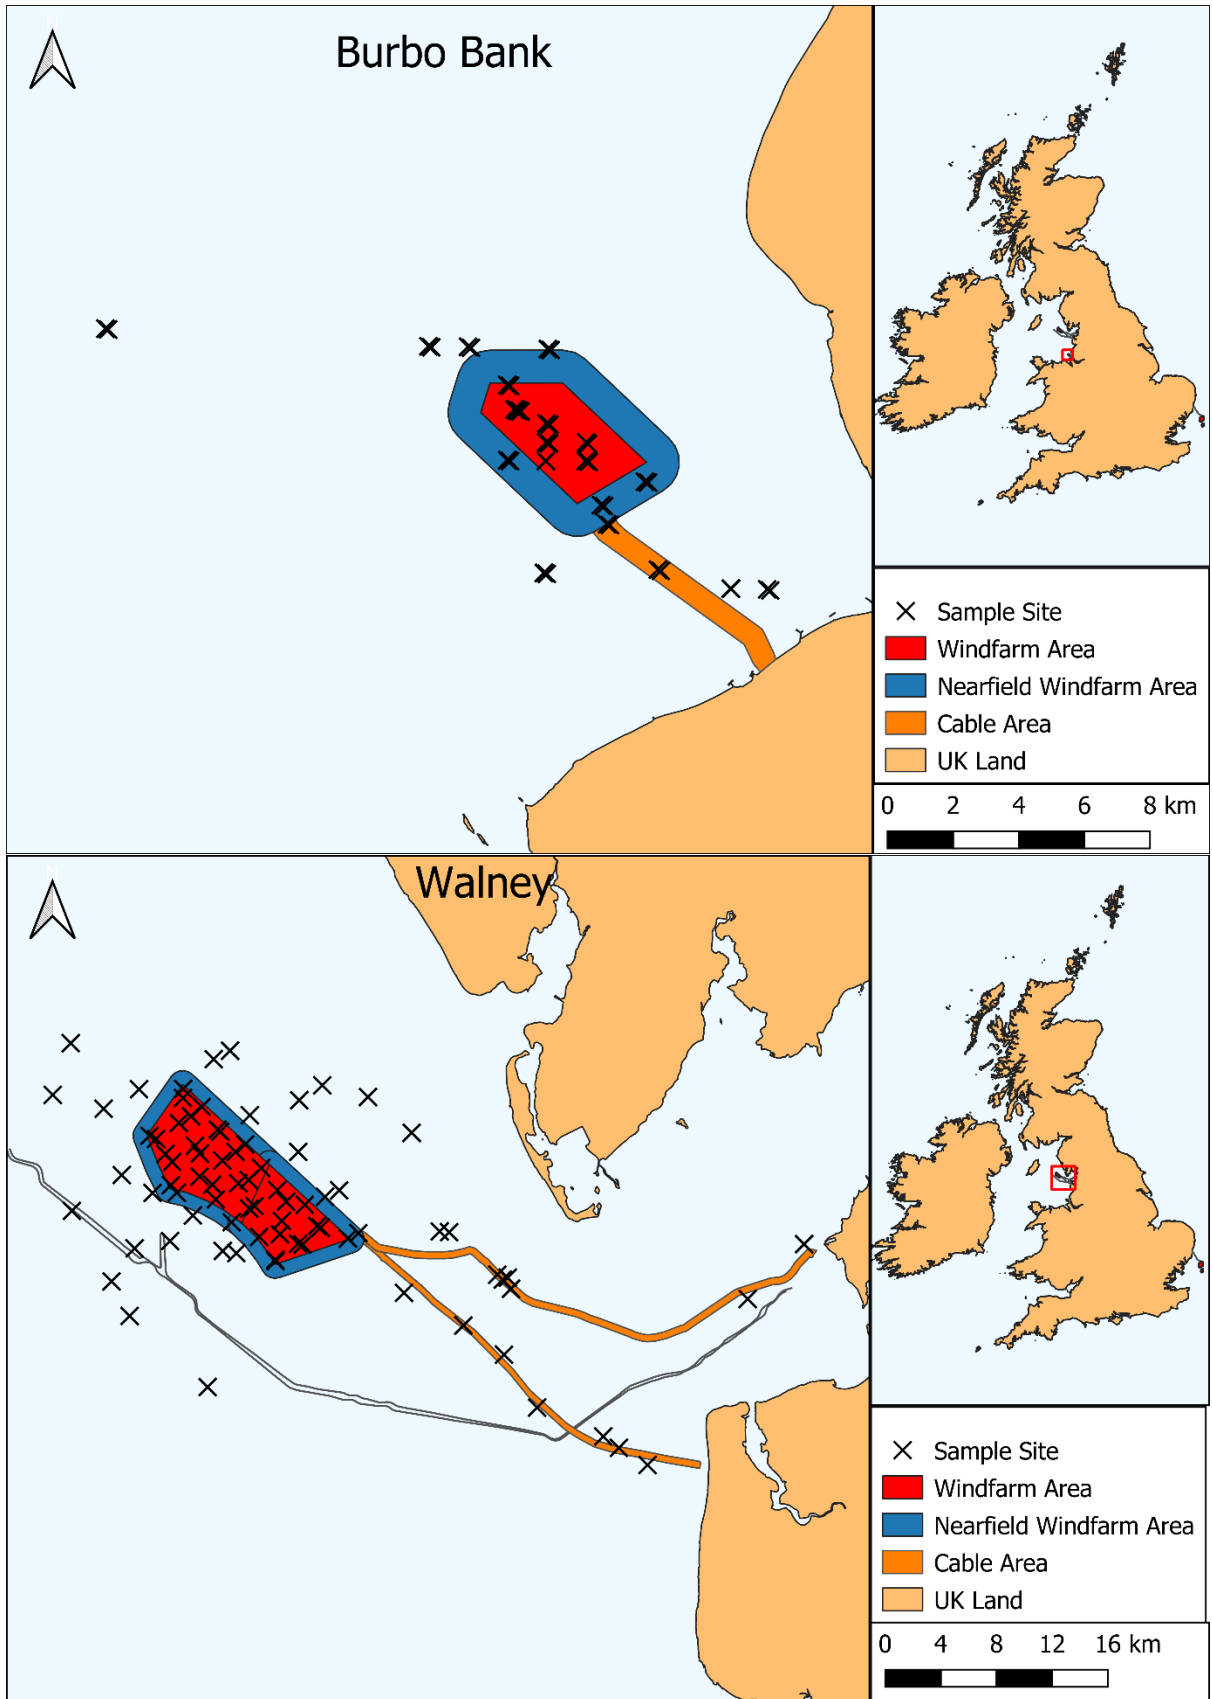 N
Burbo Bank
Sample Site
Windfarm Area
Nearfield Windfarm Area
Cable Area
UK Land
0 2 4 6 8 km
N
Walney
Sample Site
Windfarm Area
Nearfield Windfarm Area
Cable Area
UK Land
0 4 8 12 16 km